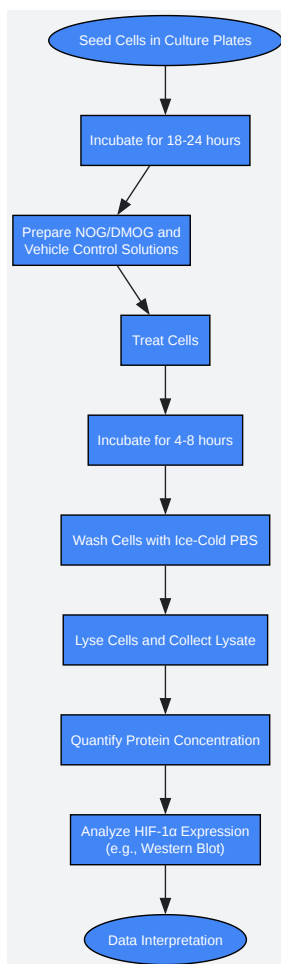 Seed Cells in Culture Plates
Incubate for 18-24 hours
Prepare NOG/DMOG and
Vehicle Control Solutions
Treat Cells
Incubate for 4-8 hours
Wash Cells with Ice-Cold PBS
Lyse Cells and Collect Lysate
Quantify Protein Concentration
Analyze HIF-1α Expression
(e.g., Western Blot)
Data Interpretation